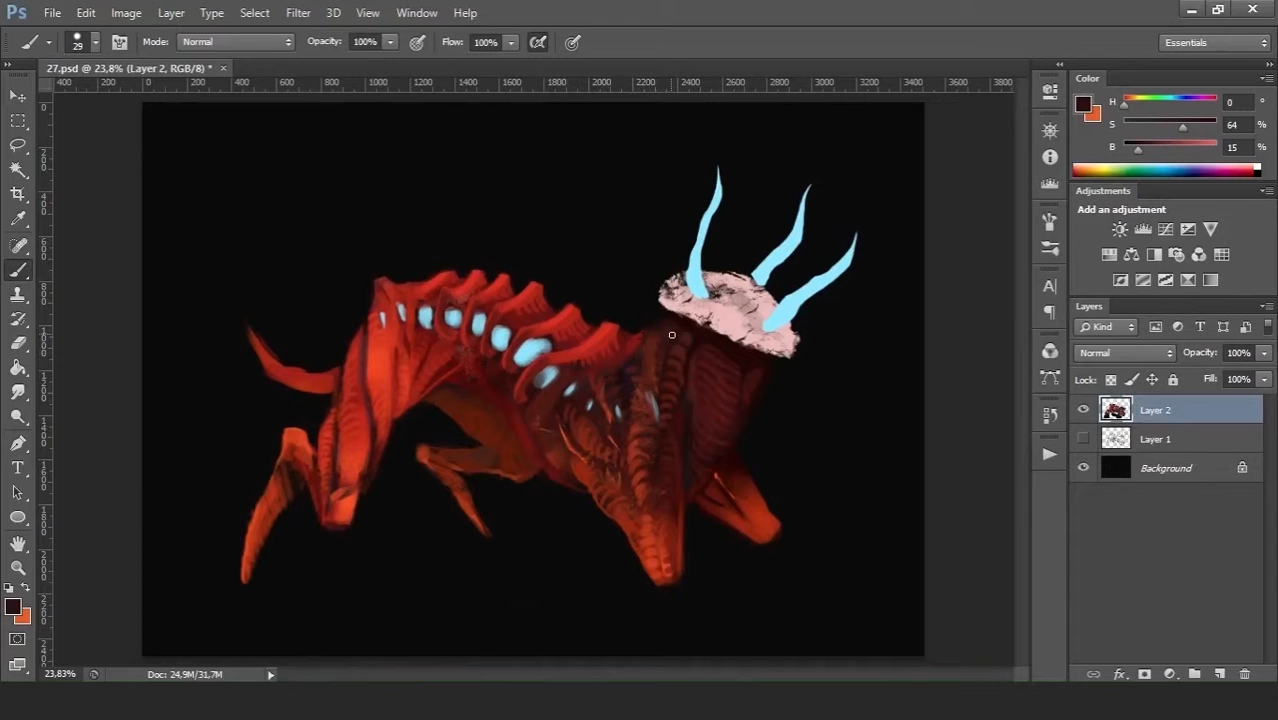 Ps File Edit Image Layer Type Select Filter 3D View Window Help
29 Mode: Normal Opacity: 100% Flow: 100% Essentials
27.psd @ 23,8% (Layer 2, RGB/8) * ×
400 200 0 200 400 600 800 1000 1200 1400 1600 1800 2000 2200 2400 2600 2800 3000 3200 3400 3600 3800
Color
H 0 °
S 64 %
B 15 %
Adjustments
Add an adjustment
Layers
Kind
Normal Opacity: 100%
Lock: Fill: 100%
Layer 2
Layer 1
Background
23,83% Doc: 24,9M/31,7M